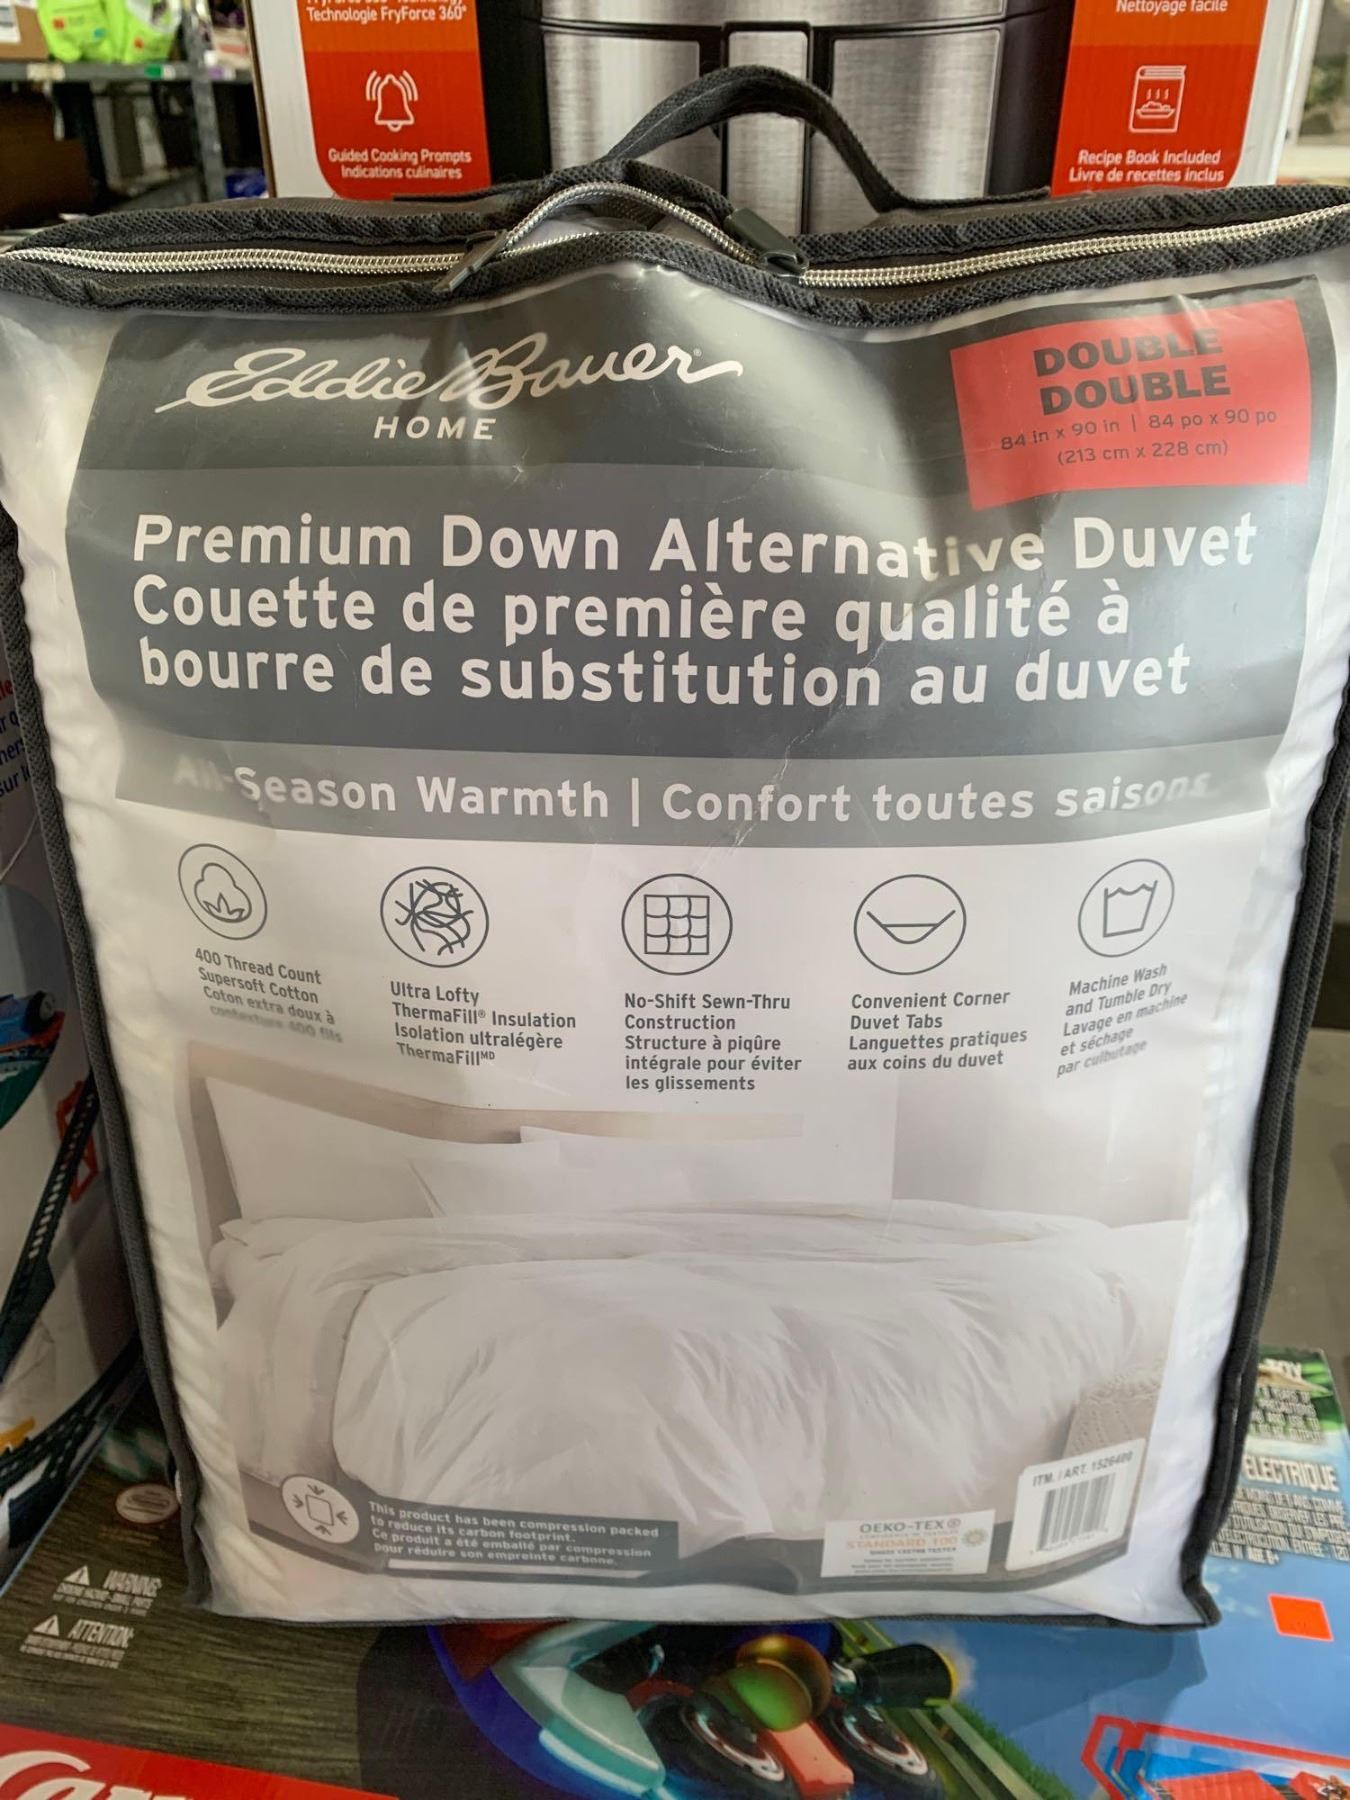 Technologie FryForce 360°
Guided Cooking Prompts
Indications culinaires
Nettoyage facile
Recipe Book Included
Livre de recettes inclus
Eddie Bauer
HOME
DOUBLE
DOUBLE
84 in x 90 in | 84 po x 90 po
(213 cm x 228 cm)
Premium Down Alternative Duvet
Couette de première qualité à
bourre de substitution au duvet
All-Season Warmth | Confort toutes saisons
400 Thread Count
Supersoft Cotton
Coton extra doux à
contexture 400 fils
Ultra Lofty
ThermaFill® Insulation
Isolation ultralégère
ThermaFillMD
No-Shift Sewn-Thru
Construction
Structure à piqûre
intégrale pour éviter
les glissements
Convenient Corner
Duvet Tabs
Languettes pratiques
aux coins du duvet
Machine Wash
and Tumble Dry
Lavage en machine
et séchage
par culbutage
This product has been compression packed
to reduce its carbon footprint.
Ce produit a été emballé par compression
pour réduire son empreinte carbone.
OEKO-TEX®
STANDARD 100
ITM. / ART. 1526400
WARNING
ATTENTION:
ÉLECTRIQUE